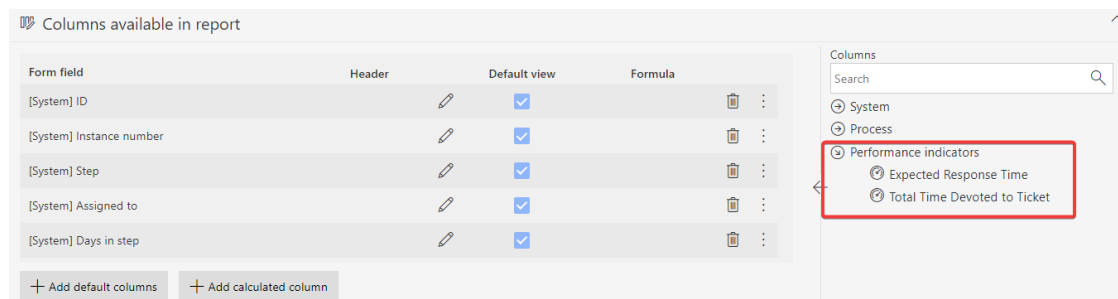 Columns available in report
Form field Header Default view Formula
[System] ID
[System] Instance number
[System] Step
[System] Assigned to
[System] Days in step
Add default columns Add calculated column
Columns
Search
System
Process
Performance indicators
Expected Response Time
Total Time Devoted to Ticket